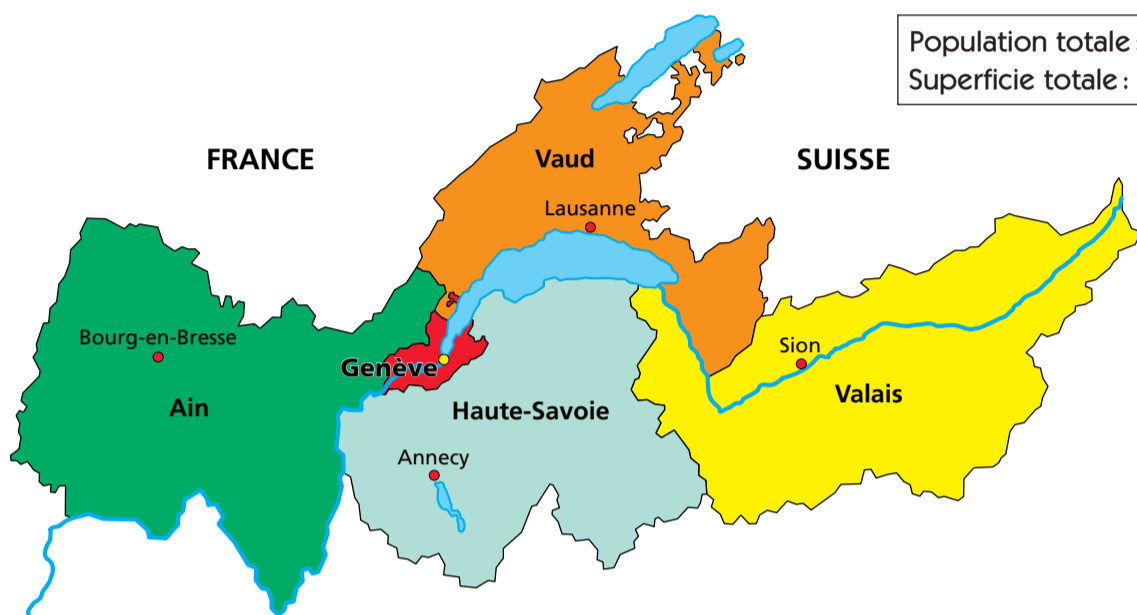 Population totale :
Superficie totale :
FRANCE
Vaud
SUISSE
Lausanne
Bourg-en-Bresse
Genève
Sion
Ain
Haute-Savoie
Valais
Annecy